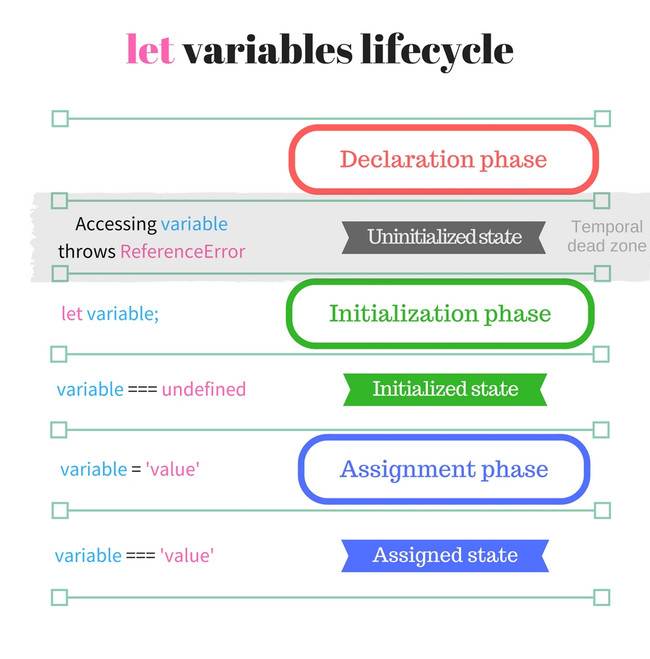 let variables lifecycle
Declaration phase
Accessing variable
throws ReferenceError
Uninitialized state
Temporal
dead zone
let variable;
Initialization phase
variable === undefined
Initialized state
variable = 'value'
Assignment phase
variable === 'value'
Assigned state